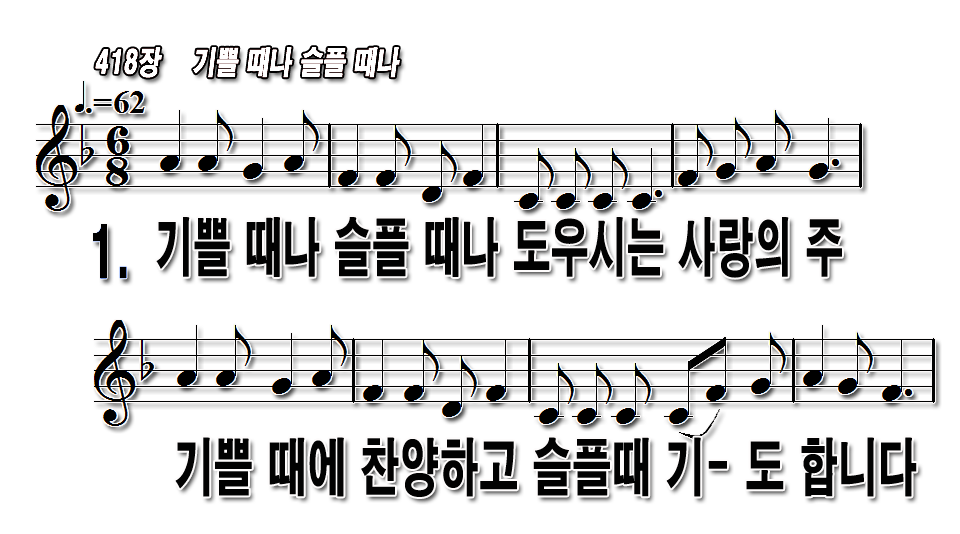 418장 기쁠 때나 슬플 때나
♩.=62
6
8
1. 기쁠 때나 슬플 때나 도우시는 사랑의 주
기쁠 때에 찬양하고 슬플때 기- 도 합니다